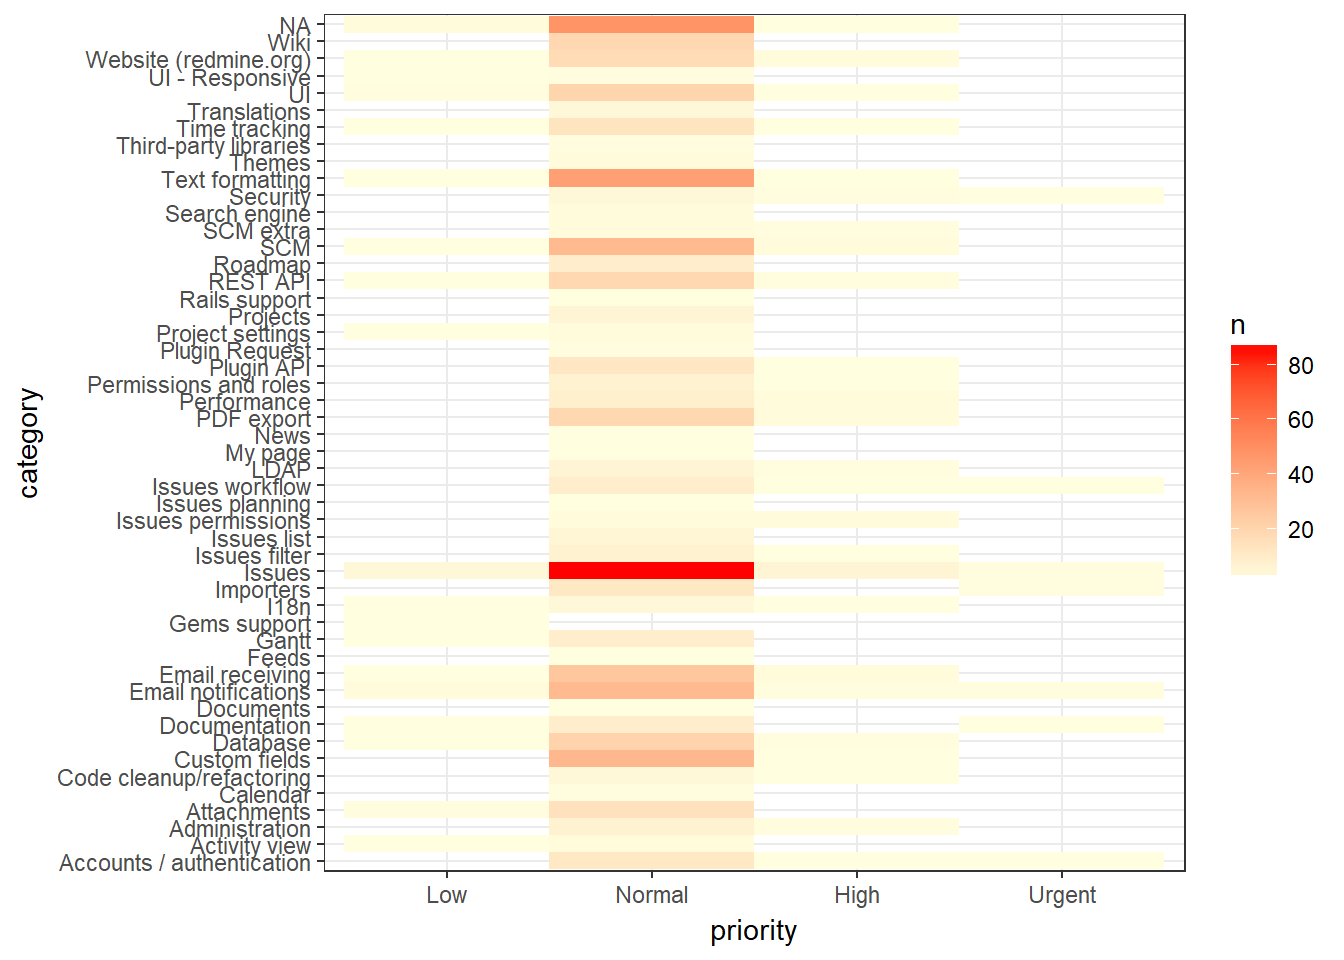 NA
Wiki
Website (redmine.org)
UI - Responsive
UI
Translations
Time tracking
Third-party libraries
Themes
Text formatting
Security
Search engine
SCM extra
SCM
Roadmap
REST API
Rails support
Projects
Project settings
Plugin Request
Plugin API
Permissions and roles
Performance
PDF export
News
My page
LDAP
Issues workflow
Issues planning
Issues permissions
Issues list
Issues filter
Issues
Importers
I18n
Gems support
Gantt
Feeds
Email receiving
Email notifications
Documents
Documentation
Database
Custom fields
Code cleanup/refactoring
Calendar
Attachments
Administration
Activity view
Accounts / authentication
category
Low Normal High Urgent
priority
n
80
60
40
20